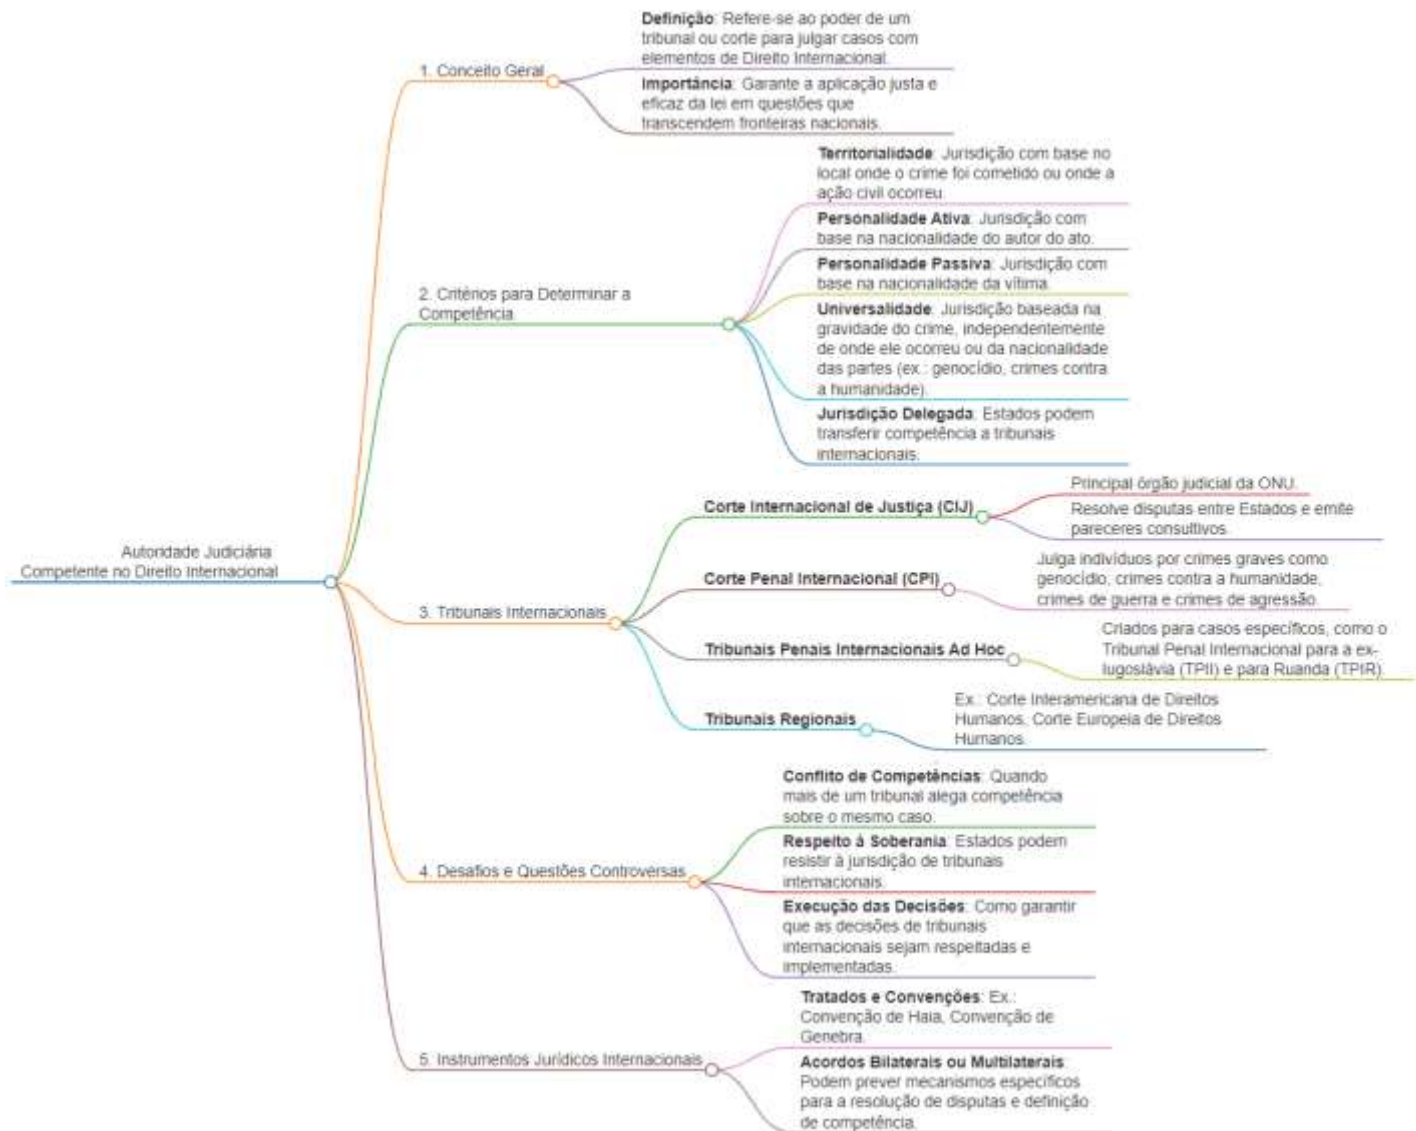 Autoridade Judiciária
Competente no Direito Internacional
1. Conceito Geral
Definição: Refere-se ao poder de um
tribunal ou corte para julgar casos com
elementos de Direito Internacional.
Importância: Garante a aplicação justa e
eficaz da lei em questões que
transcendem fronteiras nacionais.
2. Critérios para Determinar a
Competência
Territorialidade: Jurisdição com base no
local onde o crime foi cometido ou onde a
ação civil ocorreu.
Personalidade Ativa: Jurisdição com
base na nacionalidade do autor do ato.
Personalidade Passiva: Jurisdição com
base na nacionalidade da vítima.
Universalidade: Jurisdição baseada na
gravidade do crime, independentemente
de onde ele ocorreu ou da nacionalidade
das partes (ex.: genocídio, crimes contra
a humanidade).
Jurisdição Delegada: Estados podem
transferir competência a tribunais
internacionais.
3. Tribunais Internacionais
Corte Internacional de Justiça (CIJ)
Principal órgão judicial da ONU.
Resolve disputas entre Estados e emite
pareceres consultivos.
Corte Penal Internacional (CPI)
Julga indivíduos por crimes graves como
genocídio, crimes contra a humanidade,
crimes de guerra e crimes de agressão.
Tribunais Penais Internacionais Ad Hoc
Criados para casos específicos, como o
Tribunal Penal Internacional para a ex-
Iugoslávia (TPII) e para Ruanda (TPIR).
Tribunais Regionais
Ex.: Corte Interamericana de Direitos
Humanos, Corte Europeia de Direitos
Humanos.
4. Desafios e Questões Controversas
Conflito de Competências: Quando
mais de um tribunal alega competência
sobre o mesmo caso.
Respeito à Soberania: Estados podem
resistir à jurisdição de tribunais
internacionais.
Execução das Decisões: Como garantir
que as decisões de tribunais
internacionais sejam respeitadas e
implementadas.
5. Instrumentos Jurídicos Internacionais
Tratados e Convenções: Ex.:
Convenção de Haia, Convenção de
Genebra.
Acordos Bilaterais ou Multilaterais:
Podem prever mecanismos específicos
para a resolução de disputas e definição
de competência.